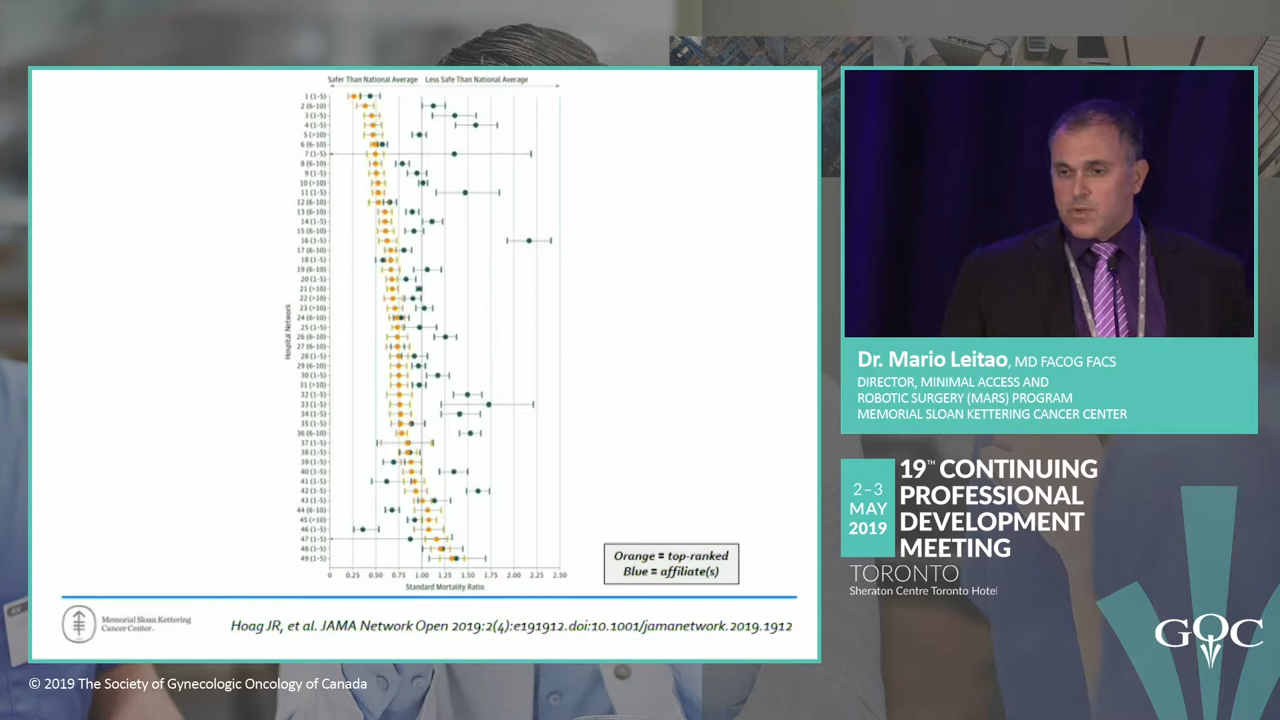 Safer Than National Average Less Safe Than National Average
Hospital Network
1 (1-5)
2 (6-10)
3 (1-5)
4 (1-5)
5 (>10)
6 (6-10)
7 (1-5)
8 (6-10)
9 (1-5)
10 (>10)
11 (1-5)
12 (6-10)
13 (6-10)
14 (1-5)
15 (6-10)
16 (1-5)
17 (6-10)
18 (1-5)
19 (6-10)
20 (1-5)
21 (>10)
22 (>10)
23 (>10)
24 (6-10)
25 (1-5)
26 (6-10)
27 (6-10)
28 (1-5)
29 (6-10)
30 (1-5)
31 (>10)
32 (1-5)
33 (1-5)
34 (1-5)
35 (1-5)
36 (6-10)
37 (1-5)
38 (1-5)
39 (1-5)
40 (1-5)
41 (1-5)
42 (1-5)
43 (1-5)
44 (6-10)
45 (>10)
46 (1-5)
47 (1-5)
48 (1-5)
49 (1-5)
0 0.25 0.50 0.75 1.00 1.25 1.50 1.75 2.00 2.25 2.50
Standard Mortality Ratio
Orange = top-ranked
Blue = affiliate(s)
Memorial Sloan Kettering
Cancer Center
Hoag JR, et al. JAMA Network Open 2019:2(4):e191912.doi:10.1001/jamanetwork.2019.1912
Dr. Mario Leitao, MD FACOG FACS
DIRECTOR, MINIMAL ACCESS AND
ROBOTIC SURGERY (MARS) PROGRAM
MEMORIAL SLOAN KETTERING CANCER CENTER
2–3
MAY
2019
19TH CONTINUING
PROFESSIONAL
DEVELOPMENT
MEETING
TORONTO
Sheraton Centre Toronto Hotel
GOC
© 2019 The Society of Gynecologic Oncology of Canada